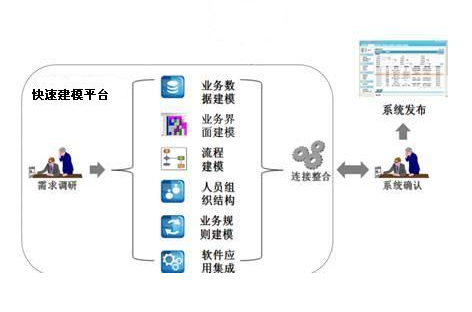 快速建模平台
需求调研
业务数
据建模
业务界
面建模
流程
建模
人员组
织结构
业务规
则建模
软件应
用集成
连接整合
系统确认
系统发布